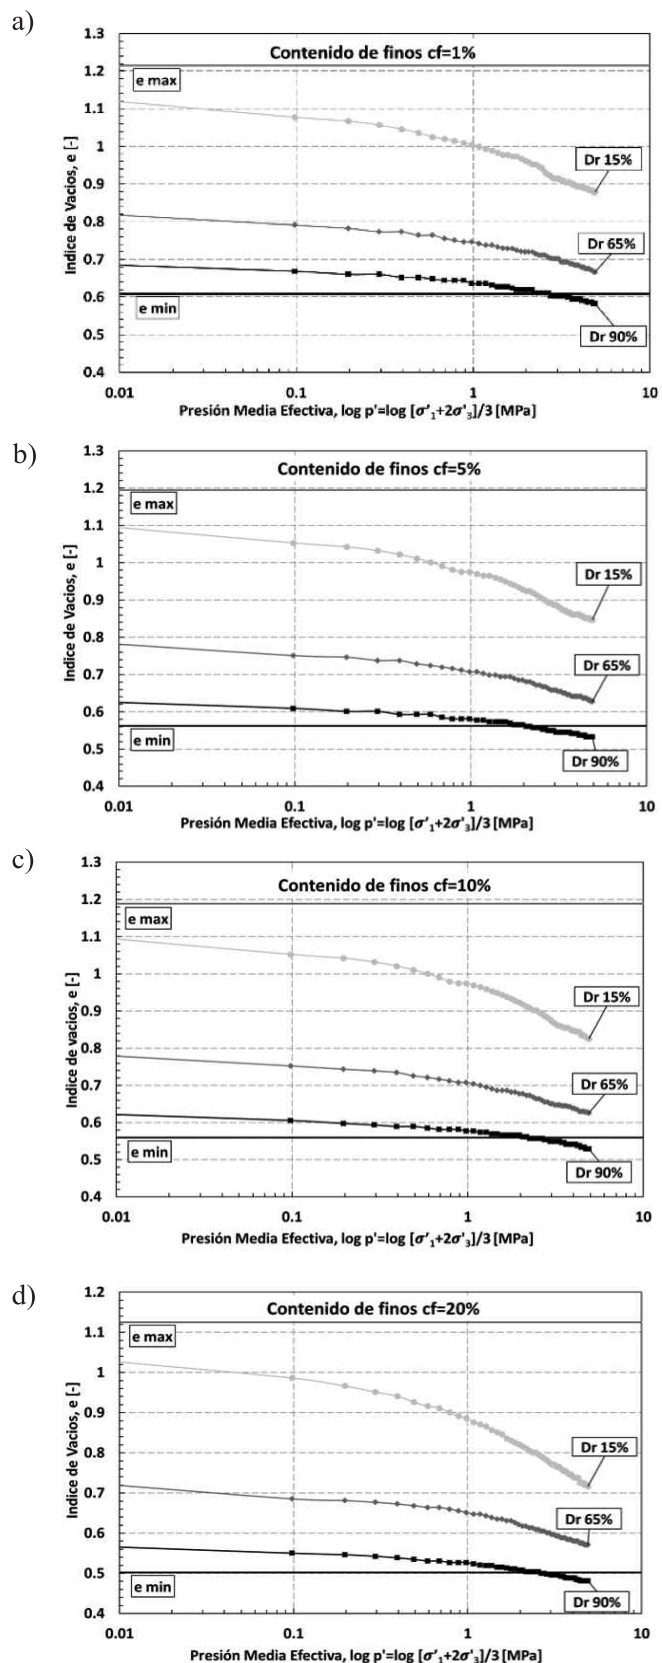 a)
Contenido de finos cf=1%
1.3
1.2
1.1
1
0.9
0.8
0.7
0.6
0.5
0.4
Indice de Vacios, e [-]
e max
Dr 15%
Dr 65%
e min
Dr 90%
0.01 0.1 1 10
Presión Media Efectiva, log p'=log [σ'1+2σ'3]/3 [MPa]
b)
Contenido de finos cf=5%
1.3
1.2
1.1
1
0.9
0.8
0.7
0.6
0.5
0.4
Indice de Vacios, e [-]
e max
Dr 15%
Dr 65%
e min
Dr 90%
0.01 0.1 1 10
Presión Media Efectiva, log p'=log [σ'1+2σ'3]/3 [MPa]
c)
Contenido de finos cf=10%
1.3
1.2
1.1
1
0.9
0.8
0.7
0.6
0.5
0.4
Indice de vacios, e [-]
e max
Dr 15%
Dr 65%
e min
Dr 90%
0.01 0.1 1 10
Presión Media Efectiva, log p'=log [σ'1+2σ'3]/3 [MPa]
d)
Contenido de finos cf=20%
1.2
1.1
1
0.9
0.8
0.7
0.6
0.5
0.4
Indice de Vacios, e [-]
e max
Dr 15%
Dr 65%
e min
Dr 90%
0.01 0.1 1 10
Presión Media Efectiva, log p'=log [σ'1+2σ'3]/3 [MPa]